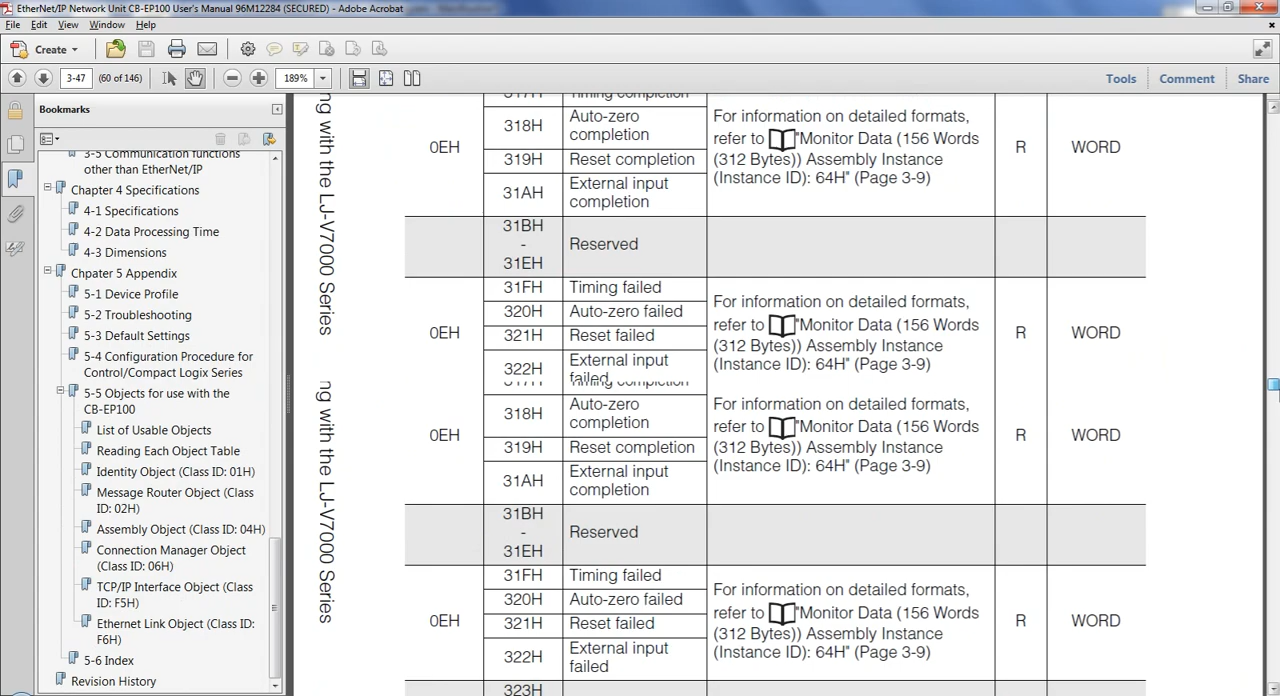 EtherNet/IP Network Unit CB-EP100 User's Manual 96M12284 (SECURED) - Adobe Acrobat
File Edit View Window Help
Create
3-47 (60 of 146) 189% Tools Comment Share
Bookmarks
3-5 Communication functions
other than EtherNet/IP
Chapter 4 Specifications
4-1 Specifications
4-2 Data Processing Time
4-3 Dimensions
Chpater 5 Appendix
5-1 Device Profile
5-2 Troubleshooting
5-3 Default Settings
5-4 Configuration Procedure for
Control/Compact Logix Series
5-5 Objects for use with the
CB-EP100
List of Usable Objects
Reading Each Object Table
Identity Object (Class ID: 01H)
Message Router Object (Class
ID: 02H)
Assembly Object (Class ID: 04H)
Connection Manager Object
(Class ID: 06H)
TCP/IP Interface Object (Class
ID: F5H)
Ethernet Link Object (Class ID:
F6H)
5-6 Index
Revision History
ng with the LJ-V7000 Series
ng with the LJ-V7000 Series
317H Timing completion
0EH
318H Auto-zero
completion
319H Reset completion
31AH External input
completion
For information on detailed formats,
refer to "Monitor Data (156 Words
(312 Bytes)) Assembly Instance
(Instance ID): 64H" (Page 3-9)
R WORD
31BH
-
31EH
Reserved
0EH
31FH Timing failed
320H Auto-zero failed
321H Reset failed
322H External input
failed
For information on detailed formats,
refer to "Monitor Data (156 Words
(312 Bytes)) Assembly Instance
(Instance ID): 64H" (Page 3-9)
R WORD
317H Timing completion
0EH
318H Auto-zero
completion
319H Reset completion
31AH External input
completion
For information on detailed formats,
refer to "Monitor Data (156 Words
(312 Bytes)) Assembly Instance
(Instance ID): 64H" (Page 3-9)
R WORD
31BH
-
31EH
Reserved
0EH
31FH Timing failed
320H Auto-zero failed
321H Reset failed
322H External input
failed
For information on detailed formats,
refer to "Monitor Data (156 Words
(312 Bytes)) Assembly Instance
(Instance ID): 64H" (Page 3-9)
R WORD
323H